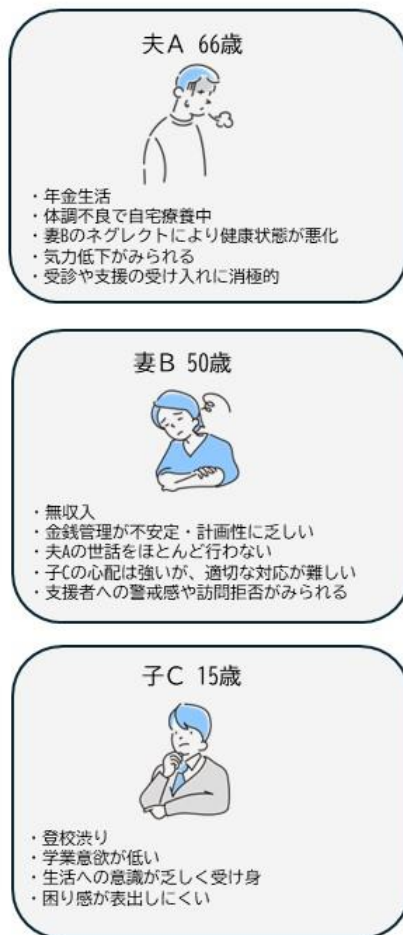 夫A 66歳
・年金生活
・体調不良で自宅療養中
・妻Bのネグレクトにより健康状態が悪化
・気力低下がみられる
・受診や支援の受け入れに消極的
妻B 50歳
・無収入
・金銭管理が不安定・計画性に乏しい
・夫Aの世話をほとんど行わない
・子Cの心配は強いが、適切な対応が難しい
・支援者への警戒感や訪問拒否がみられる
子C 15歳
・登校渋り
・学業意欲が低い
・生活への意識が乏しく受け身
・困り感が表出しにくい